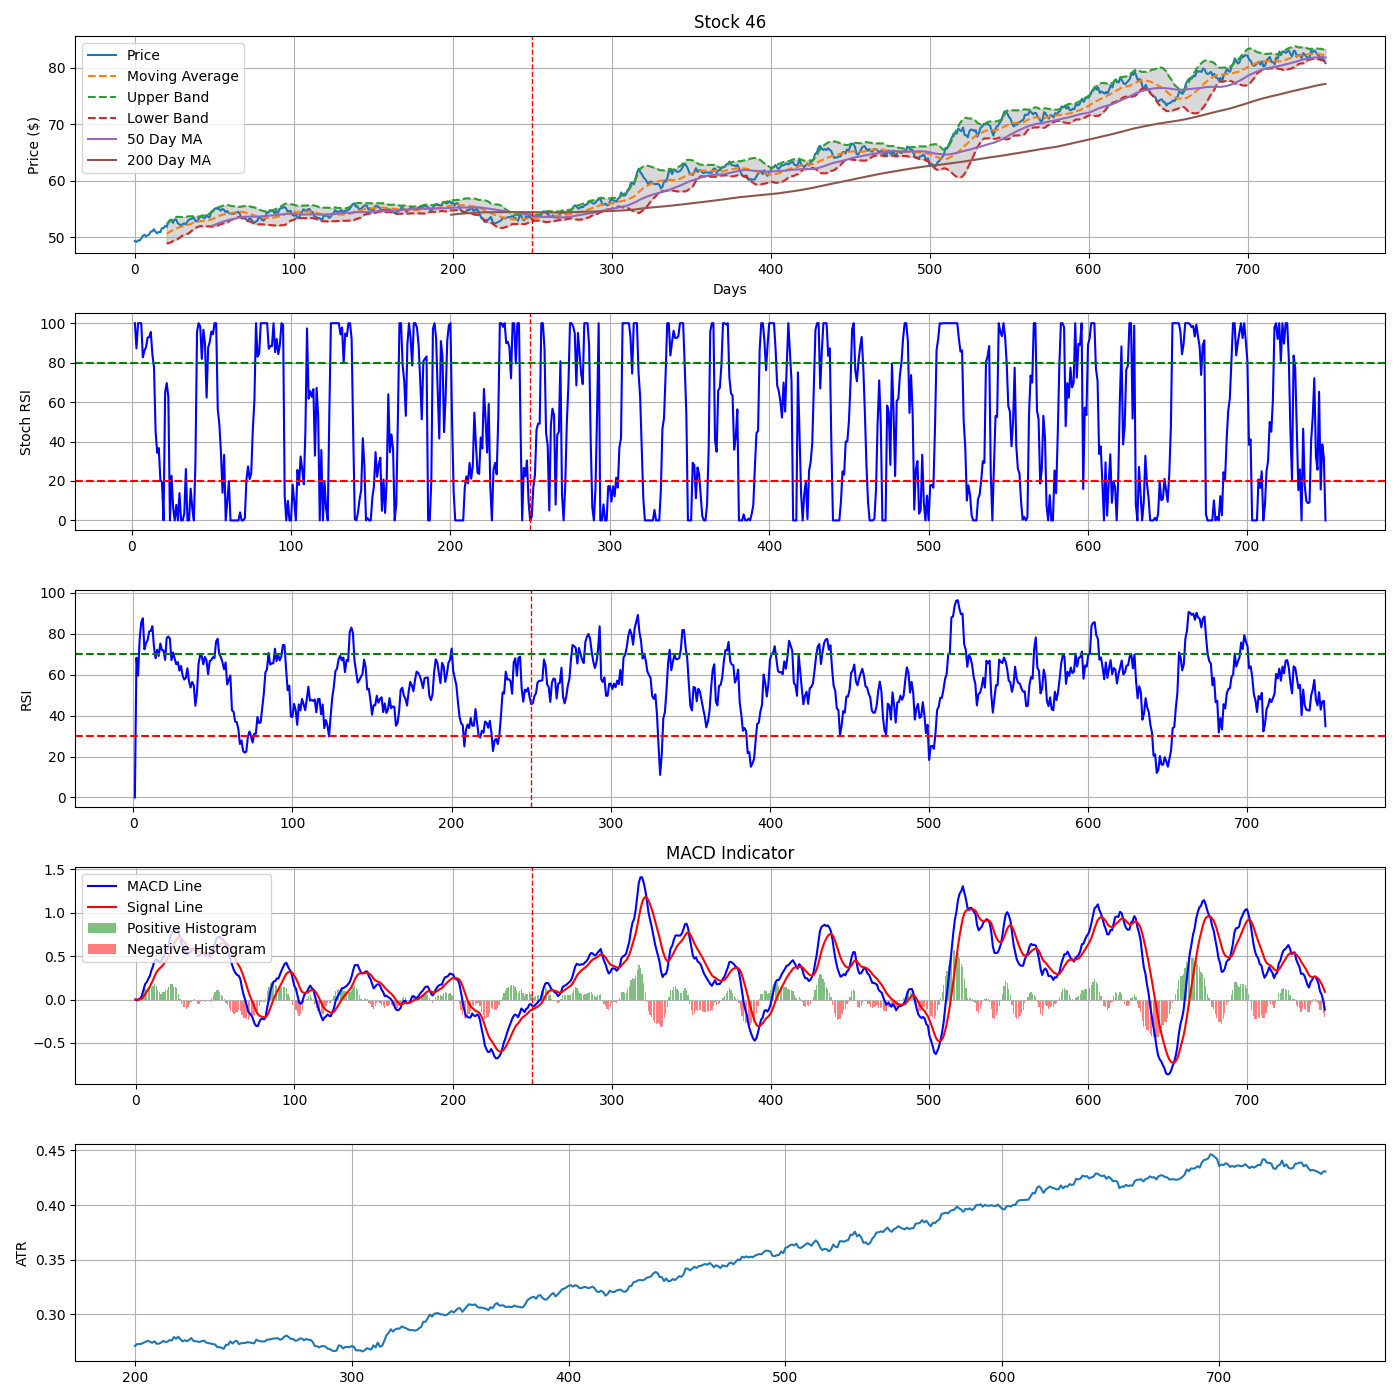 Stock 46
Price ($)
80
70
60
50
Price
Moving Average
Upper Band
Lower Band
50 Day MA
200 Day MA
0 100 200 300 400 500 600 700
Days
Stoch RSI
100
80
60
40
20
0
0 100 200 300 400 500 600 700
RSI
100
80
60
40
20
0
0 100 200 300 400 500 600 700
MACD Indicator
1.5
1.0
0.5
0.0
−0.5
MACD Line
Signal Line
Positive Histogram
Negative Histogram
0 100 200 300 400 500 600 700
ATR
0.45
0.40
0.35
0.30
200 300 400 500 600 700